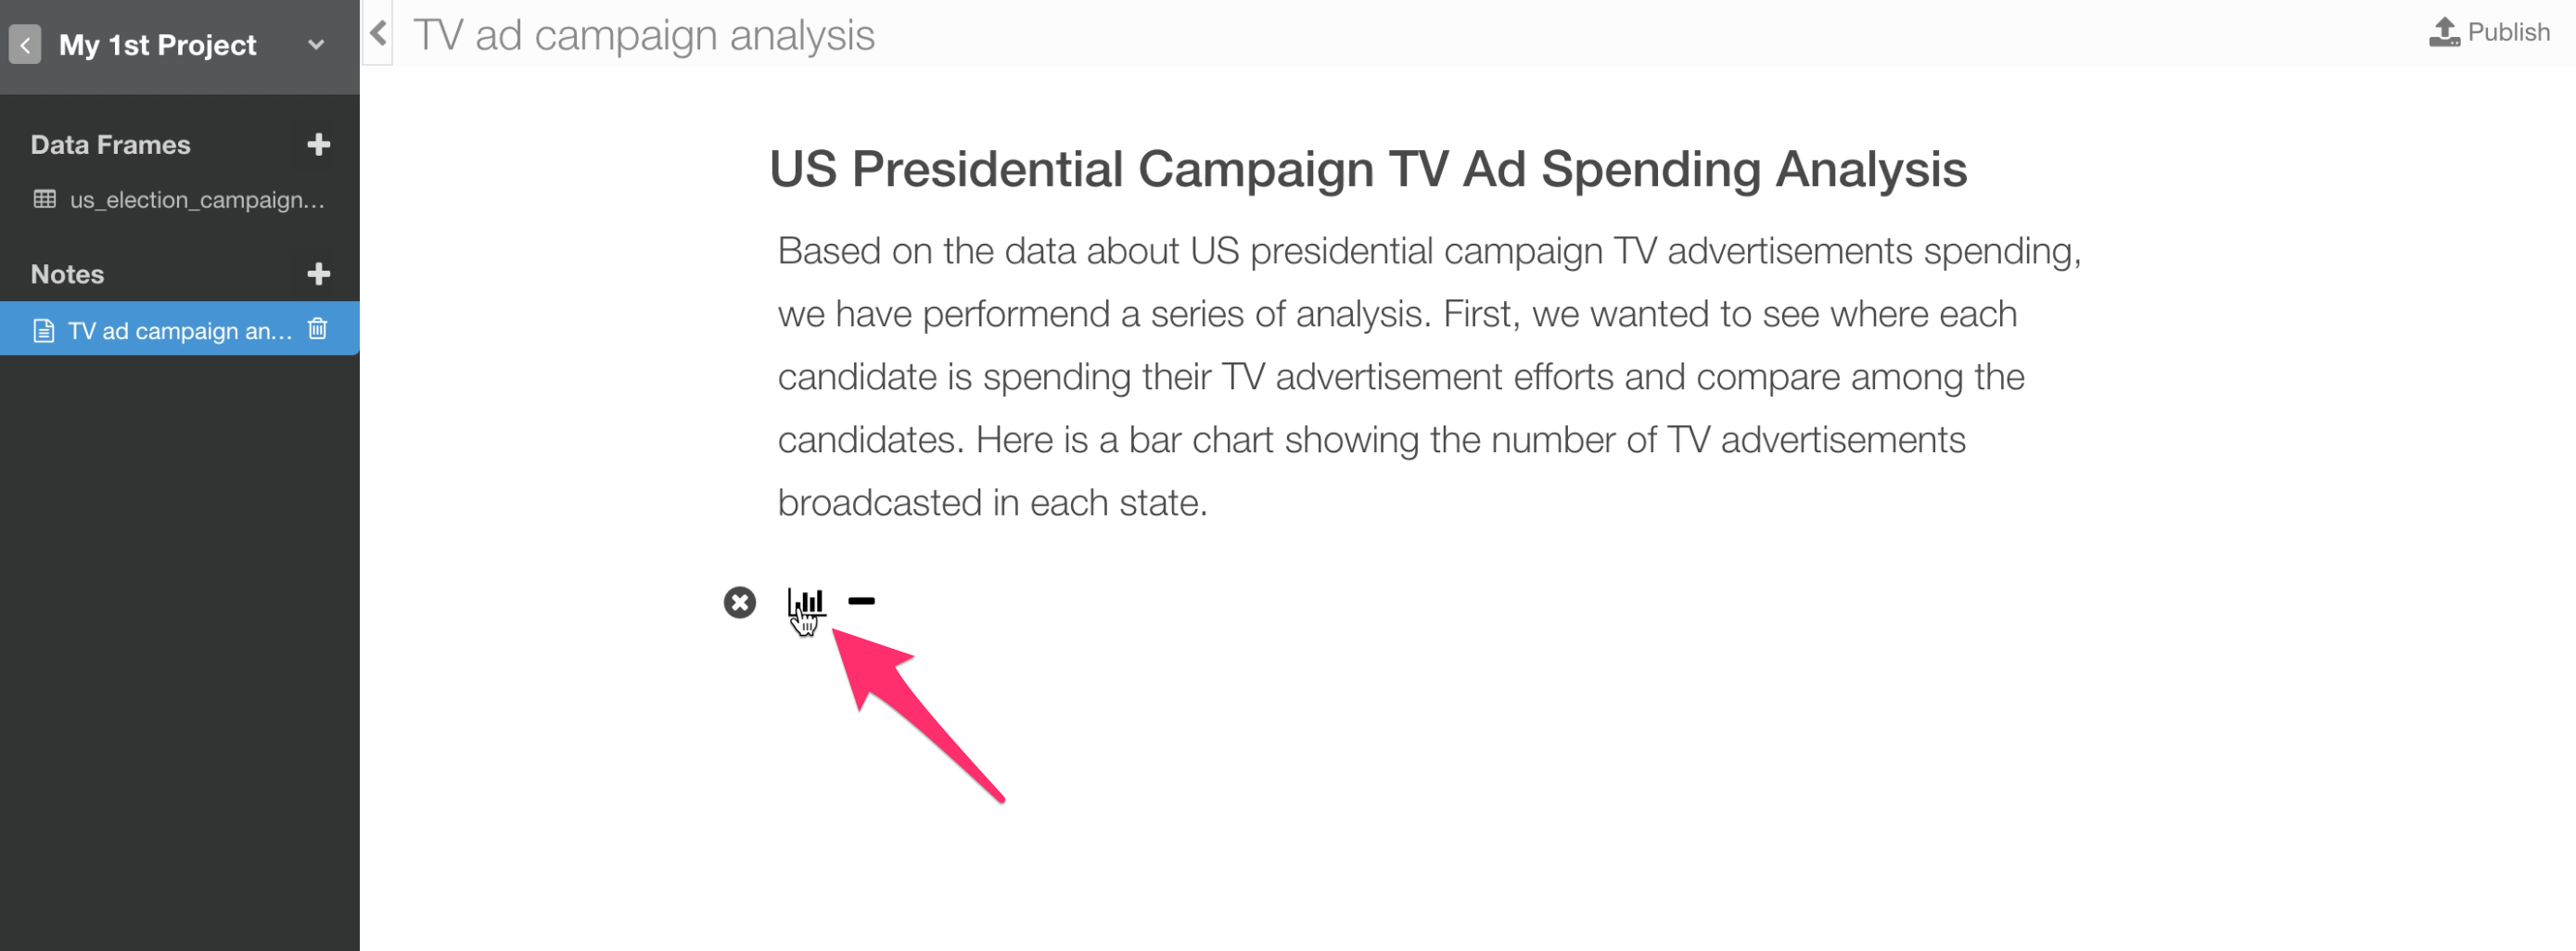 My 1st Project
TV ad campaign analysis
Publish
Data Frames
us_election_campaign...
Notes
TV ad campaign an...
US Presidential Campaign TV Ad Spending Analysis
Based on the data about US presidential campaign TV advertisements spending,
we have performend a series of analysis. First, we wanted to see where each
candidate is spending their TV advertisement efforts and compare among the
candidates. Here is a bar chart showing the number of TV advertisements
broadcasted in each state.